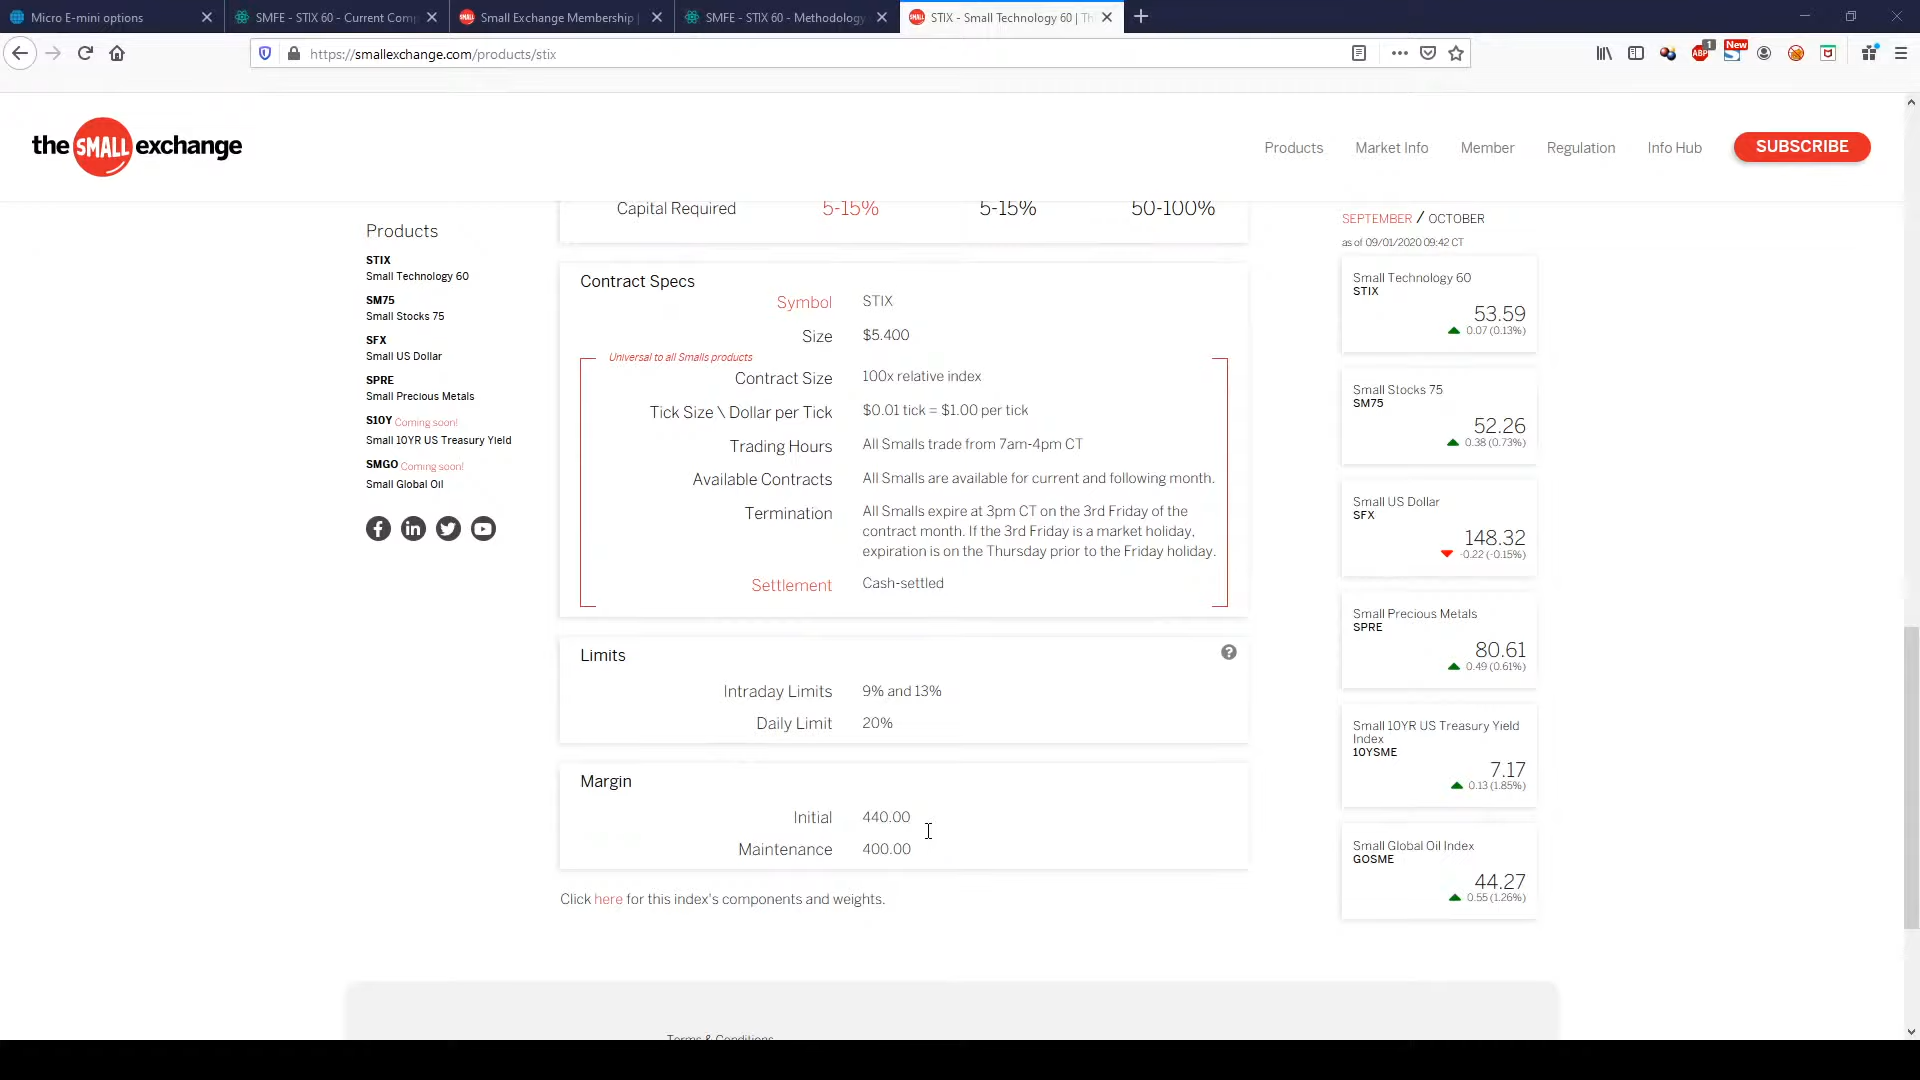 Micro E-mini options
SMFE - STIX 60 - Current Comp
Small Exchange Membership |
SMFE - STIX 60 - Methodology
STIX - Small Technology 60 | Th
https://smallexchange.com/products/stix
ABP
1
New
the SMALL exchange
Products
Market Info
Member
Regulation
Info Hub
SUBSCRIBE
Products
STIX
Small Technology 60
SM75
Small Stocks 75
SFX
Small US Dollar
SPRE
Small Precious Metals
S10Y Coming soon!
Small 10YR US Treasury Yield
SMGO Coming soon!
Small Global Oil
Capital Required 5-15% 5-15% 50-100%
Contract Specs
Symbol STIX
Size $5.400
Universal to all Smalls products
Contract Size 100x relative index
Tick Size \ Dollar per Tick $0.01 tick = $1.00 per tick
Trading Hours All Smalls trade from 7am-4pm CT
Available Contracts All Smalls are available for current and following month.
Termination All Smalls expire at 3pm CT on the 3rd Friday of the
contract month. If the 3rd Friday is a market holiday,
expiration is on the Thursday prior to the Friday holiday.
Settlement Cash-settled
Limits
?
Intraday Limits 9% and 13%
Daily Limit 20%
Margin
Initial 440.00
Maintenance 400.00
Click here for this index's components and weights.
SEPTEMBER / OCTOBER
as of 09/01/2020 09:42 CT
Small Technology 60
STIX
53.59
0.07 (0.13%)
Small Stocks 75
SM75
52.26
0.38 (0.73%)
Small US Dollar
SFX
148.32
-0.22 (-0.15%)
Small Precious Metals
SPRE
80.61
0.49 (0.61%)
Small 10YR US Treasury Yield
Index
10YSME
7.17
0.13 (1.85%)
Small Global Oil Index
GOSME
44.27
0.55 (1.26%)
Terms & Conditions